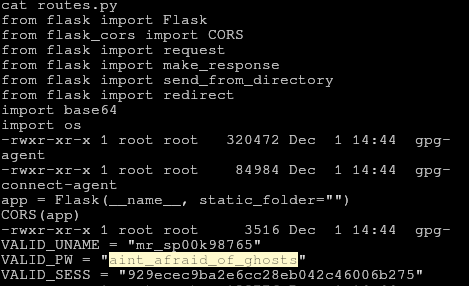 cat routes.py
from flask import Flask
from flask_cors import CORS
from flask import request
from flask import make_response
from flask import send_from_directory
from flask import redirect
import base64
import os
-rwxr-xr-x 1 root root   320472 Dec  1 14:44  gpg-
agent
-rwxr-xr-x 1 root root    84984 Dec  1 14:44  gpg-
connect-agent
app = Flask(__name__, static_folder="")
CORS(app)
-rwxr-xr-x 1 root root     3516 Dec  1 14:44  gpg-
VALID_UNAME = "mr_sp00k98765"
VALID_PW = "aint_afraid_of_ghosts"
VALID_SESS = "929ecec9ba2e6cc28eb042c46006b275"